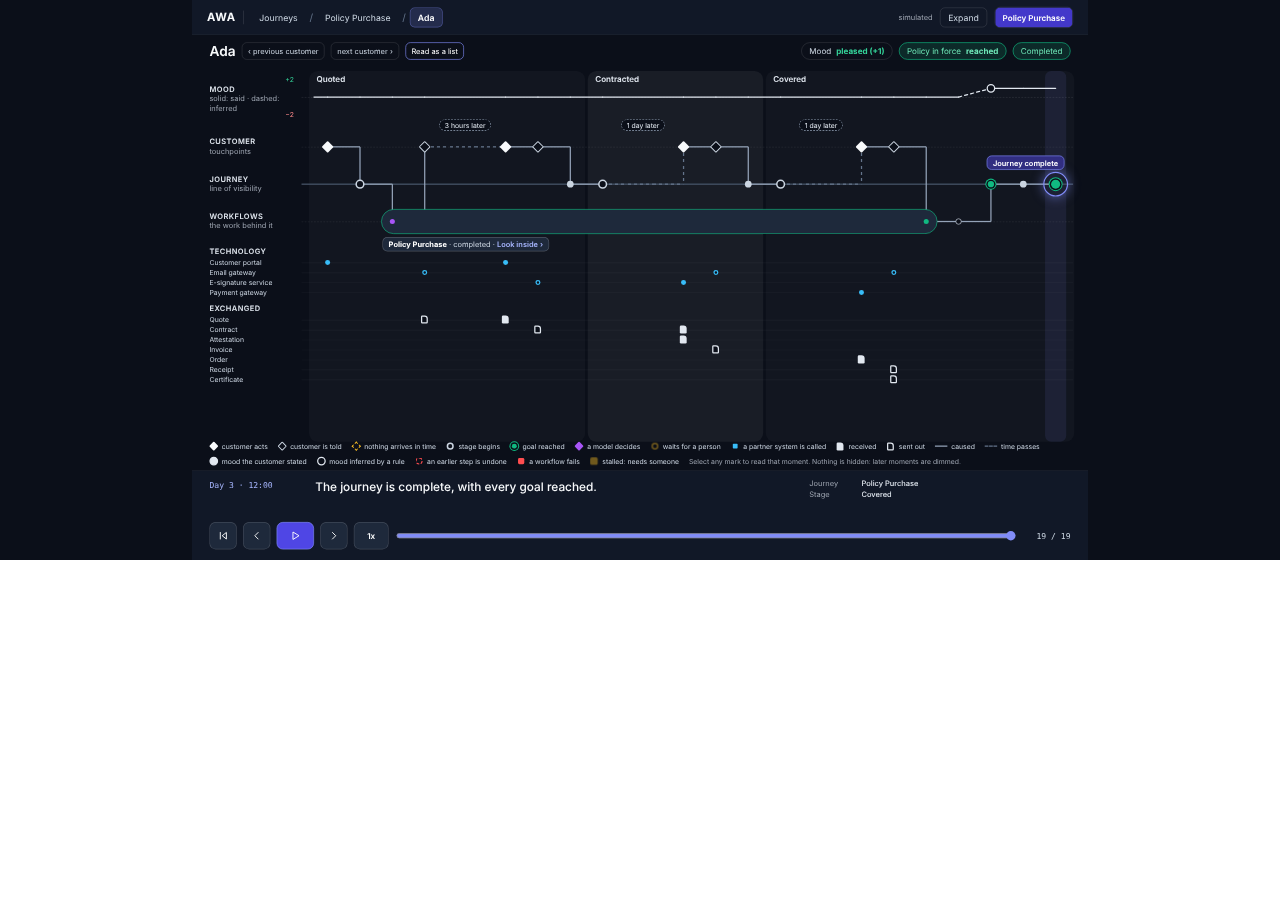 AWA Journeys / Policy Purchase / Ada simulated Expand Policy Purchase
Ada ‹ previous customer next customer › Read as a list Mood pleased (+1) Policy in force reached Completed
Quoted Contracted Covered
+2
MOOD
solid: said · dashed:
inferred
−2
3 hours later 1 day later 1 day later
CUSTOMER
touchpoints
Journey complete
JOURNEY
line of visibility
WORKFLOWS
the work behind it
Policy Purchase · completed · Look inside ›
TECHNOLOGY
Customer portal
Email gateway
E-signature service
Payment gateway
EXCHANGED
Quote
Contract
Attestation
Invoice
Order
Receipt
Certificate
customer acts customer is told nothing arrives in time stage begins goal reached a model decides waits for a person a partner system is called received sent out caused time passes
mood the customer stated mood inferred by a rule an earlier step is undone a workflow fails stalled: needs someone Select any mark to read that moment. Nothing is hidden: later moments are dimmed.
Day 3 · 12:00 The journey is complete, with every goal reached. Journey Policy Purchase
Stage Covered
1x 19 / 19